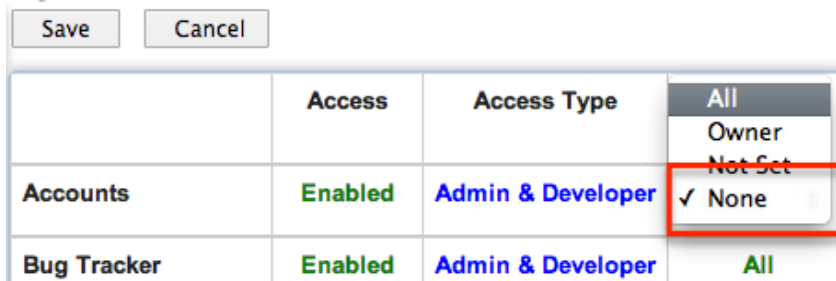 Save Cancel
Access Access Type All
Owner
Not Set
Accounts Enabled Admin & Developer ✓ None
Bug Tracker Enabled Admin & Developer All